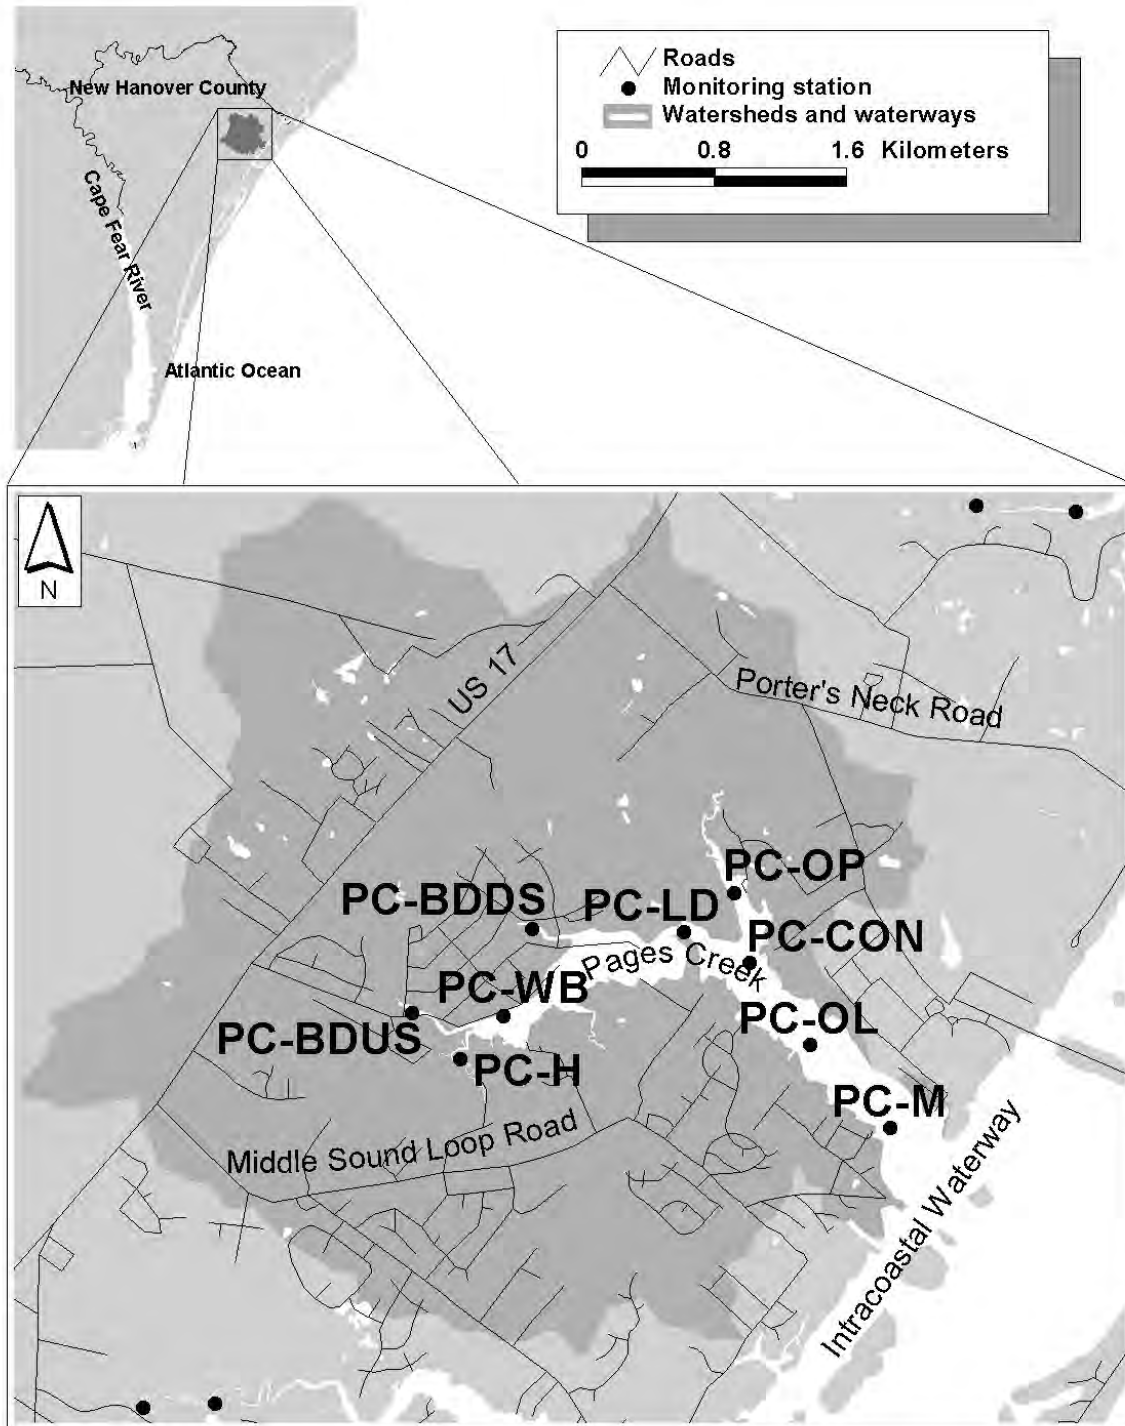 New Hanover County
Cape Fear River
Atlantic Ocean
Roads
Monitoring station
Watersheds and waterways
0 0.8 1.6 Kilometers
N
US 17
Porter's Neck Road
PC-OP
PC-BDDS
PC-LD
PC-CON
Pages Creek
PC-WB
PC-OL
PC-BDUS
PC-H
PC-M
Middle Sound Loop Road
Intracoastal Waterway